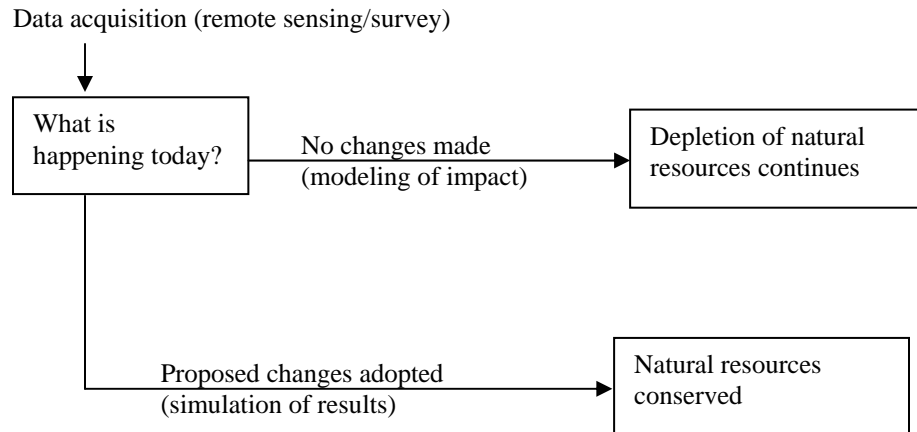 Data acquisition (remote sensing/survey)
What is
happening today?
No changes made
(modeling of impact)
Depletion of natural
resources continues
Proposed changes adopted
(simulation of results)
Natural resources
conserved